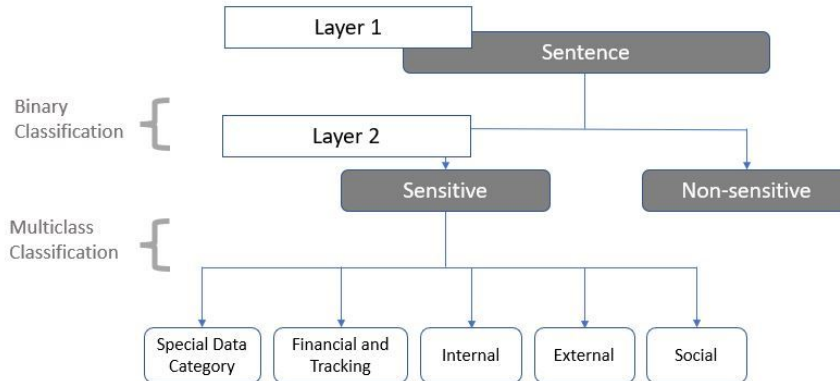 Layer 1
Sentence
Binary
Classification
Layer 2
Sensitive
Non-sensitive
Multiclass
Classification
Special Data
Category
Financial and
Tracking
Internal
External
Social